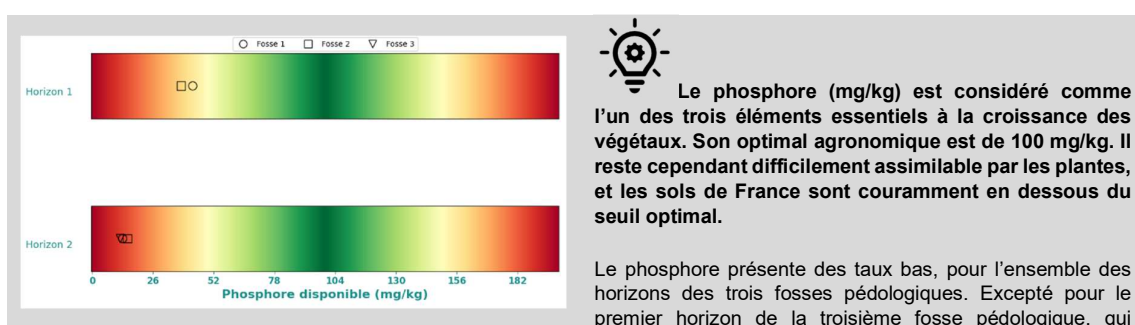 Fosse 1 Fosse 2 Fosse 3
Horizon 1
Horizon 2
0 26 52 78 104 130 156 182
Phosphore disponible (mg/kg)
Le phosphore (mg/kg) est considéré comme
l'un des trois éléments essentiels à la croissance des
végétaux. Son optimal agronomique est de 100 mg/kg. Il
reste cependant difficilement assimilable par les plantes,
et les sols de France sont couramment en dessous du
seuil optimal.
Le phosphore présente des taux bas, pour l'ensemble des
horizons des trois fosses pédologiques. Excepté pour le
premier horizon de la troisième fosse pédologique, qui